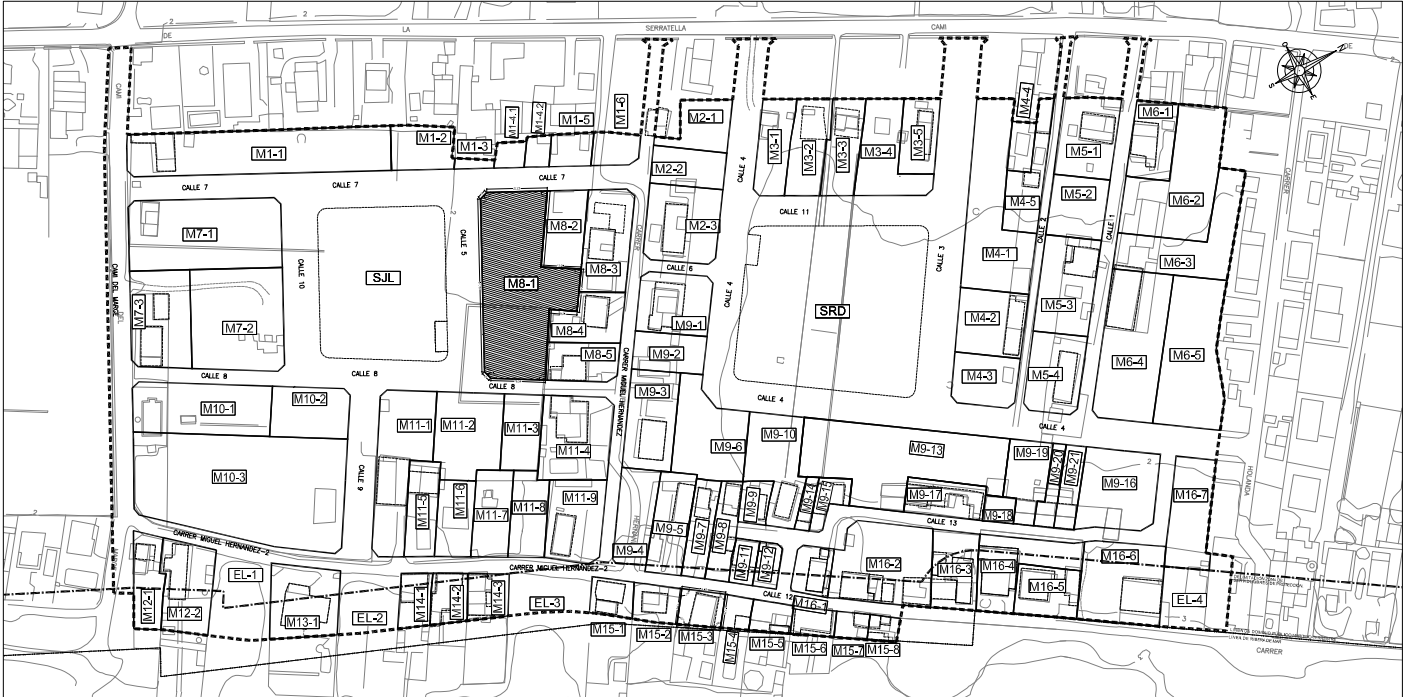 DE LA SERRATELLA CAMI DE
CAMI
M1-1
M1-2
M1-3
M1-4.1
M1-4.2
M1-5
M1-6
M2-1
M2-2
M2-3
M3-1
M3-2
M3-3
M3-4
M3-5
M4-4
M4-5
M4-1
M4-2
M4-3
M5-1
M5-2
M5-3
M5-4
M6-1
M6-2
M6-3
M6-4
M6-5
CALLE 7
CALLE 7
CALLE 7
CALLE 4
CALLE 11
CALLE 2
CALLE 1
CALLE 3
CARRER
HOLANDA
M7-1
M7-2
M7-3
CALLE 10
SJL
CALLE 5
M8-1
M8-2
M8-3
M8-4
M8-5
CARRER
CALLE 6
CALLE 4
SRD
CAMI DEL MARGE
DEL
CALLE 8
CALLE 8
CALLE 8
CARRER MIGUEL HERNANDEZ
M9-1
M9-2
M9-3
CALLE 4
CALLE 4
M10-1
M10-2
M10-3
CALLE 9
M11-1
M11-2
M11-3
M11-4
M11-5
M11-6
M11-7
M11-8
M11-9
M9-6
M9-10
M9-13
M9-19
M9-20
M9-21
M9-16
M16-7
M9-5
M9-7
M9-8
M9-9
M9-14
M9-15
M9-17
M9-18
CALLE 13
M9-4
M9-11
M9-12
HERNAN
CARRER MIGUEL HERNANDEZ-2
CARRER MIGUEL HERNANDEZ-2
CALLE 12
M16-1
M16-2
M16-3
M16-4
M16-5
M16-6
EL-4
M12-1
M12-2
EL-1
M13-1
EL-2
M14-1
M14-2
M14-3
EL-3
M15-1
M15-2
M15-3
M15-4
M15-5
M15-6
M15-7
M15-8
CARRER
N
E
S
O